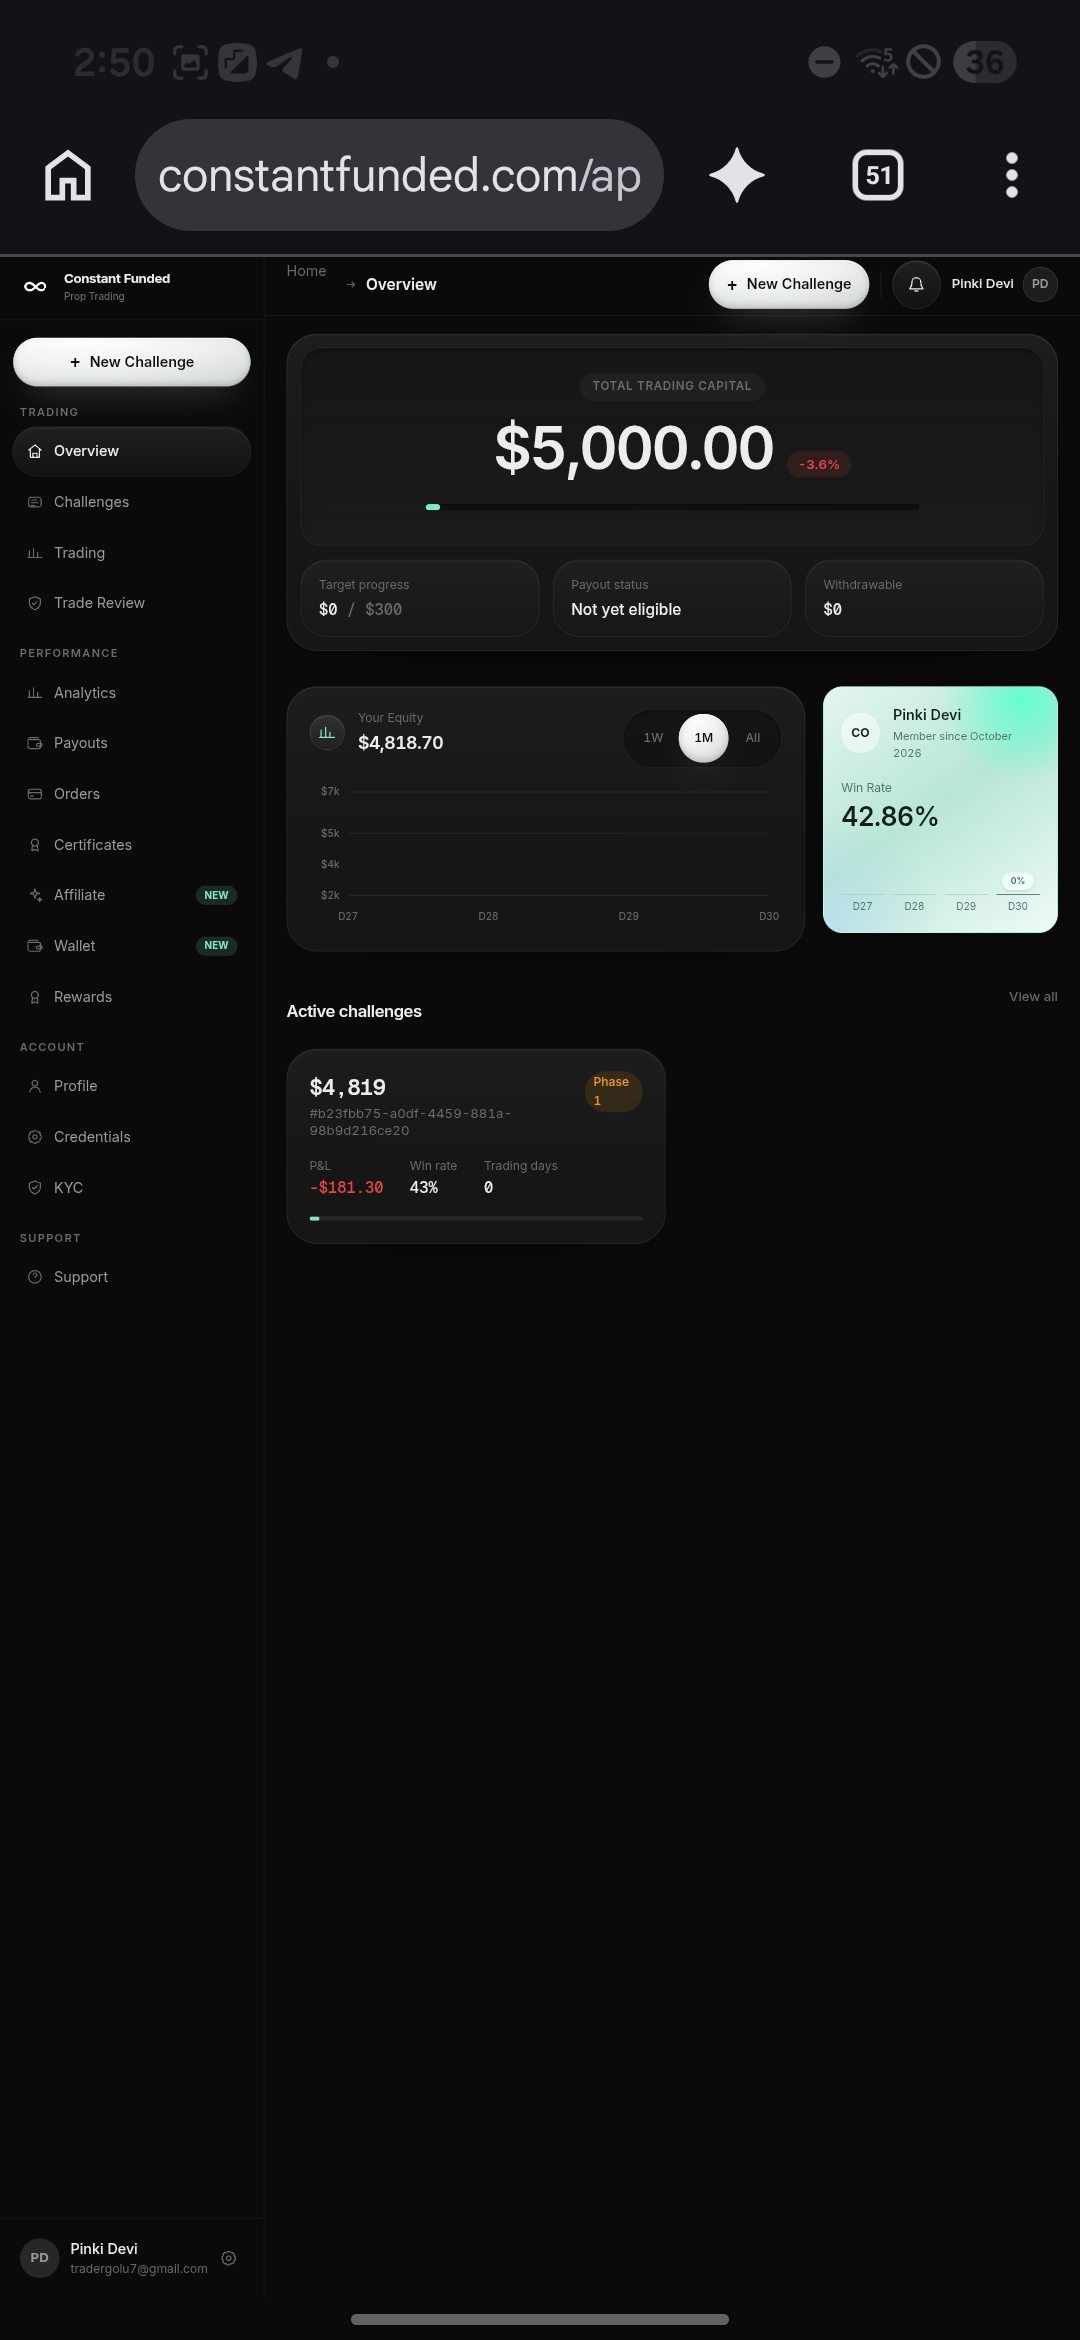 2:50
5
36
constantfunded.com/ap
51
Constant Funded
Prop Trading
+ New Challenge
TRADING
Overview
Challenges
Trading
Trade Review
PERFORMANCE
Analytics
Payouts
Orders
Certificates
Affiliate NEW
Wallet NEW
Rewards
ACCOUNT
Profile
Credentials
KYC
SUPPORT
Support
PD
Pinki Devi
tradergolu7@gmail.com
Home → Overview
+ New Challenge
Pinki Devi PD
TOTAL TRADING CAPITAL
$5,000.00 -3.6%
Target progress
$0 / $300
Payout status
Not yet eligible
Withdrawable
$0
Your Equity
$4,818.70
1W 1M All
$7k
$5k
$4k
$2k
D27 D28 D29 D30
CO
Pinki Devi
Member since October
2026
Win Rate
42.86%
0%
D27 D28 D29 D30
Active challenges
View all
$4,819
Phase
1
#b23fbb75-a0df-4459-881a-
98b9d216ce20
P&L Win rate Trading days
-$181.30 43% 0